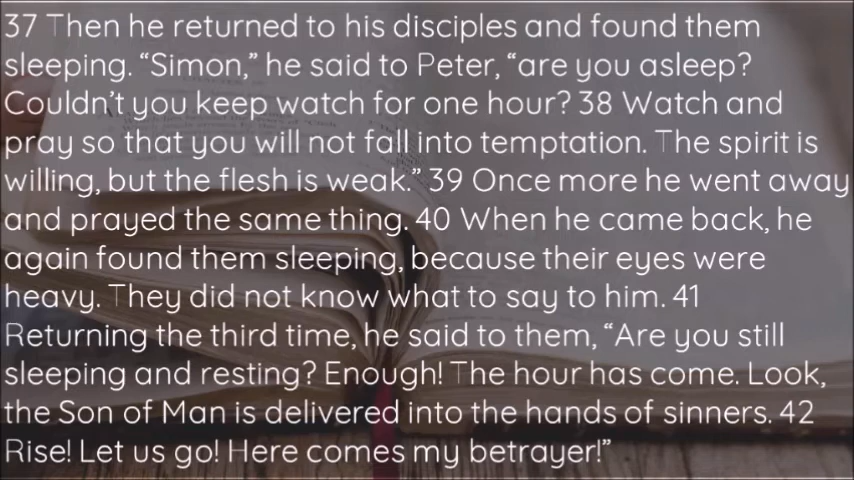 37 Then he returned to his disciples and found them
sleeping. “Simon,” he said to Peter, “are you asleep?
Couldn’t you keep watch for one hour? 38 Watch and
pray so that you will not fall into temptation. The spirit is
willing, but the flesh is weak.” 39 Once more he went away
and prayed the same thing. 40 When he came back, he
again found them sleeping, because their eyes were
heavy. They did not know what to say to him. 41
Returning the third time, he said to them, “Are you still
sleeping and resting? Enough! The hour has come. Look,
the Son of Man is delivered into the hands of sinners. 42
Rise! Let us go! Here comes my betrayer!”